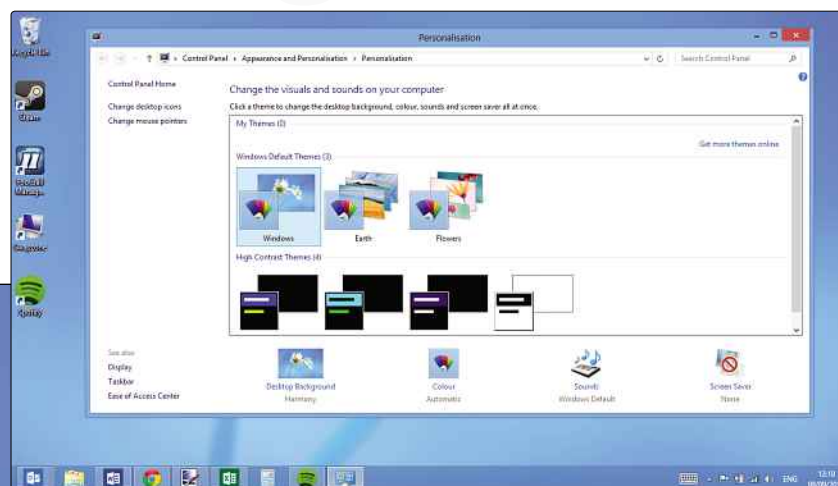 Recycle Bin
Steam
Football
Manag...
Spotify
Personalisation
Control Panel › Appearance and Personalisation › Personalisation
Search Control Panel
Control Panel Home
Change desktop icons
Change mouse pointers
Change the visuals and sounds on your computer
Click a theme to change the desktop background, colour, sounds and screen saver all at once.
My Themes (0)
Get more themes online
Windows Default Themes (3)
Windows
Earth
Flowers
High Contrast Themes (4)
See also
Display
Taskbar
Ease of Access Center
Desktop Background
Harmony
Colour
Automatic
Sounds
Windows Default
Screen Saver
None
ENG